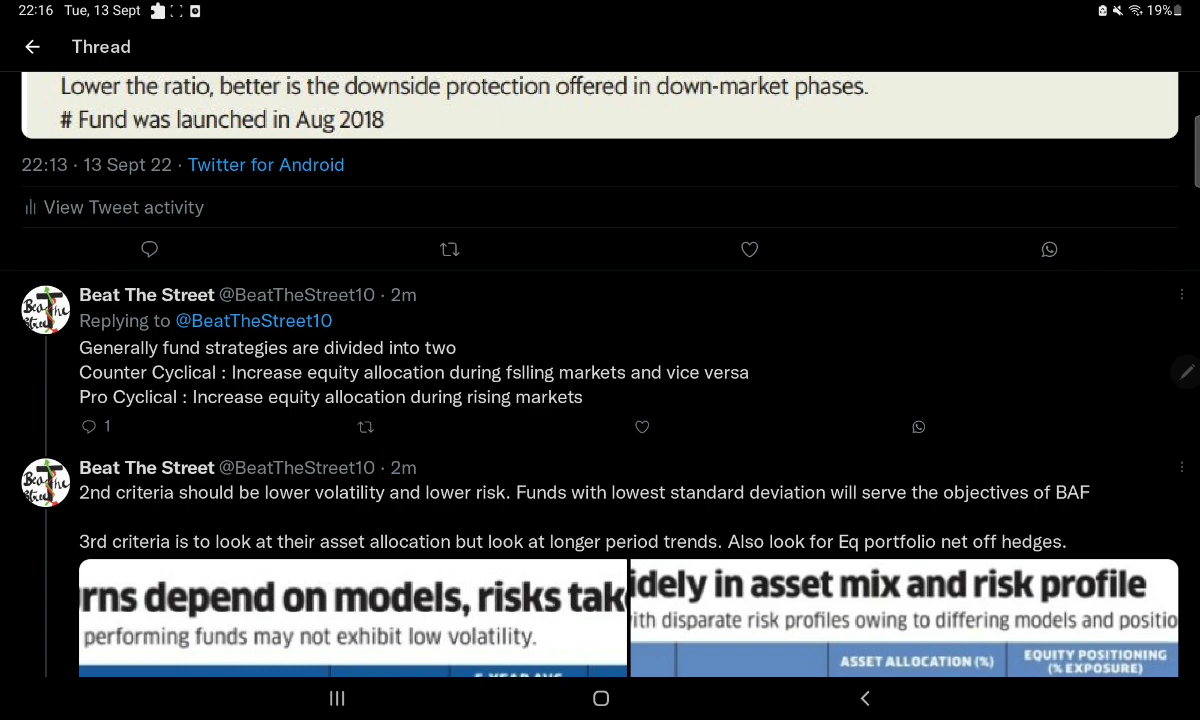 22:16 Tue, 13 Sept 19%
Thread
Lower the ratio, better is the downside protection offered in down-market phases.
# Fund was launched in Aug 2018
22:13 · 13 Sept 22 · Twitter for Android
View Tweet activity
Beat The Street @BeatTheStreet10 · 2m
Replying to @BeatTheStreet10
Generally fund strategies are divided into two
Counter Cyclical : Increase equity allocation during fslling markets and vice versa
Pro Cyclical : Increase equity allocation during rising markets
1
Beat The Street @BeatTheStreet10 · 2m
2nd criteria should be lower volatility and lower risk. Funds with lowest standard deviation will serve the objectives of BAF
3rd criteria is to look at their asset allocation but look at longer period trends. Also look for Eq portfolio net off hedges.
rns depend on models, risks tak
performing funds may not exhibit low volatility.
idely in asset mix and risk profile
ith disparate risk profiles owing to differing models and positio
ASSET ALLOCATION (%)
EQUITY POSITIONING
(% EXPOSURE)